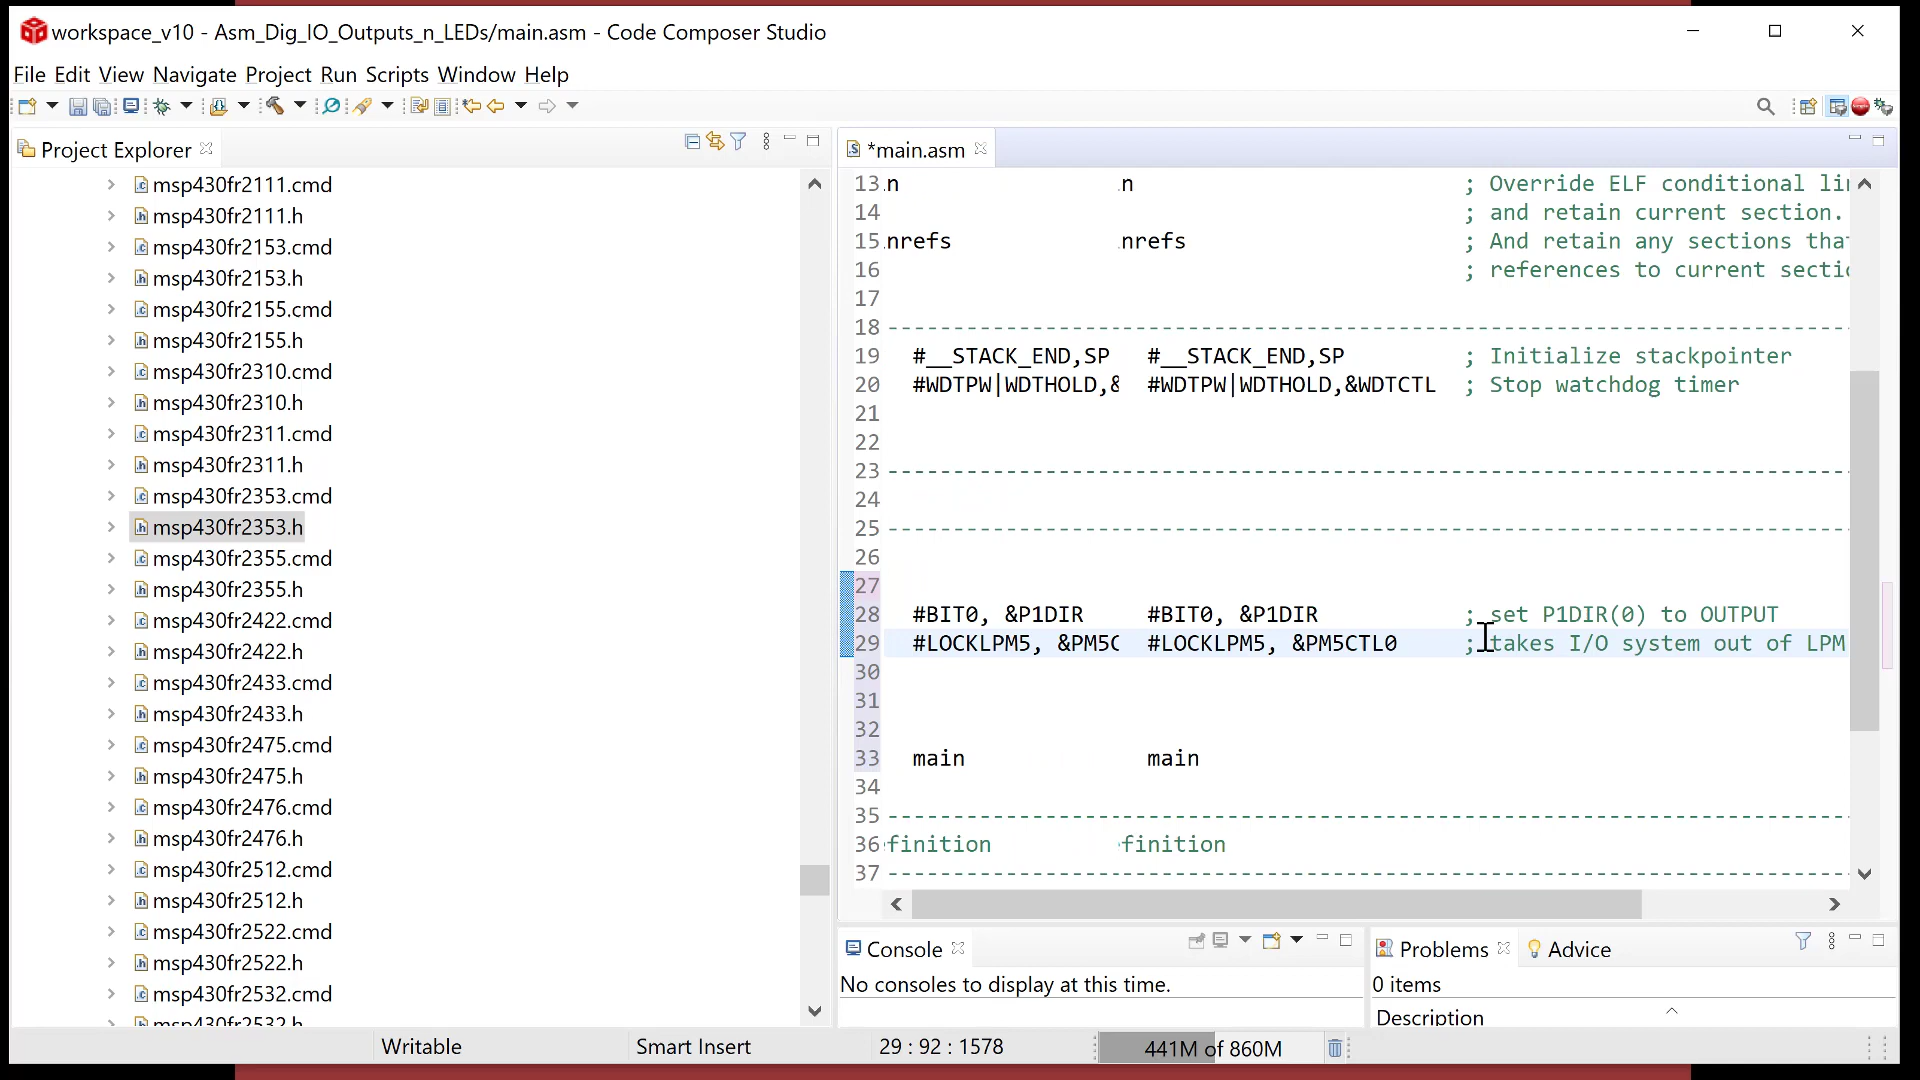 workspace_v10 - Asm_Dig_IO_Outputs_n_LEDs/main.asm - Code Composer Studio
File Edit View Navigate Project Run Scripts Window Help
Project Explorer
msp430fr2111.cmd
msp430fr2111.h
msp430fr2153.cmd
msp430fr2153.h
msp430fr2155.cmd
msp430fr2155.h
msp430fr2310.cmd
msp430fr2310.h
msp430fr2311.cmd
msp430fr2311.h
msp430fr2353.cmd
msp430fr2353.h
msp430fr2355.cmd
msp430fr2355.h
msp430fr2422.cmd
msp430fr2422.h
msp430fr2433.cmd
msp430fr2433.h
msp430fr2475.cmd
msp430fr2475.h
msp430fr2476.cmd
msp430fr2476.h
msp430fr2512.cmd
msp430fr2512.h
msp430fr2522.cmd
msp430fr2522.h
msp430fr2532.cmd
msp430fr2532.h
*main.asm
13 n n ; Override ELF conditional li
14 ; and retain current section.
15 nrefs nrefs ; And retain any sections tha
16 ; references to current secti
17
18 ----------------------------------------------------------
19 #__STACK_END,SP #__STACK_END,SP ; Initialize stackpointer
20 #WDTPW|WDTHOLD,& #WDTPW|WDTHOLD,&WDTCTL ; Stop watchdog timer
21
22
23 ----------------------------------------------------------
24
25 ----------------------------------------------------------
26
27
28 #BIT0, &P1DIR #BIT0, &P1DIR ; set P1DIR(0) to OUTPUT
29 #LOCKLPM5, &PM5C #LOCKLPM5, &PM5CTL0 ; takes I/O system out of LPM
30
31
32
33 main main
34
35 ----------------------------------------------------------
36 finition finition
37 ----------------------------------------------------------
Console
No consoles to display at this time.
Problems Advice
0 items
Description
Writable Smart Insert 29 : 92 : 1578 441M of 860M